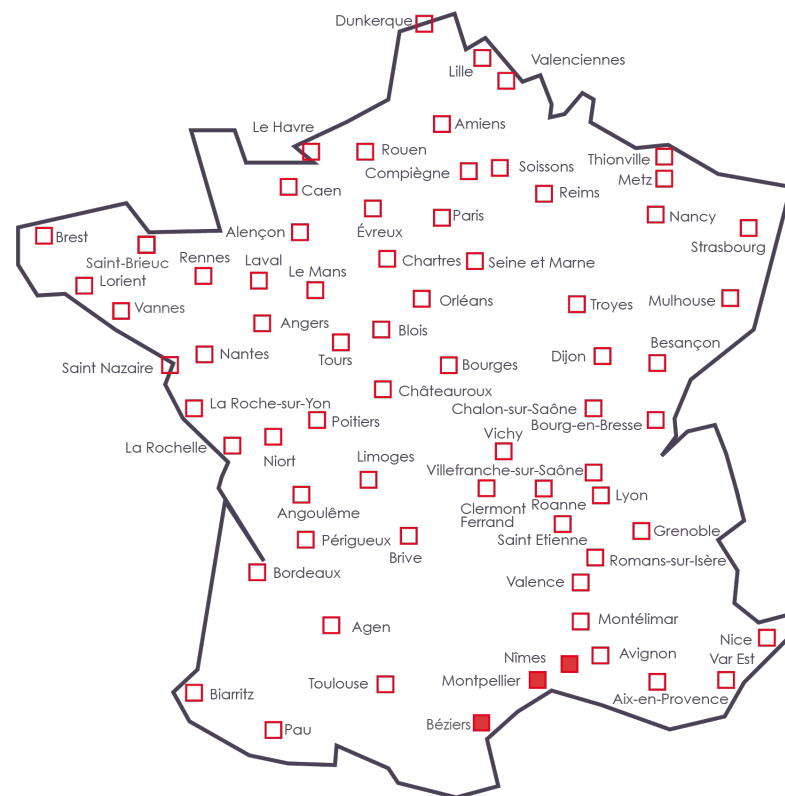 Dunkerque
Lille
Valenciennes
Amiens
Le Havre
Rouen
Compiègne
Soissons
Thionville
Metz
Reims
Caen
Évreux
Paris
Nancy
Strasbourg
Alençon
Brest
Saint-Brieuc
Rennes
Laval
Le Mans
Chartres
Seine et Marne
Lorient
Vannes
Orléans
Troyes
Mulhouse
Angers
Blois
Tours
Nantes
Saint Nazaire
Bourges
Dijon
Besançon
Châteauroux
La Roche-sur-Yon
Poitiers
Chalon-sur-Saône
Bourg-en-Bresse
La Rochelle
Niort
Vichy
Limoges
Villefranche-sur-Saône
Angoulême
Clermont
Ferrand
Roanne
Lyon
Saint Etienne
Grenoble
Périgueux
Brive
Romans-sur-Isère
Bordeaux
Valence
Agen
Montélimar
Nice
Nîmes
Avignon
Var Est
Biarritz
Toulouse
Montpellier
Aix-en-Provence
Pau
Béziers